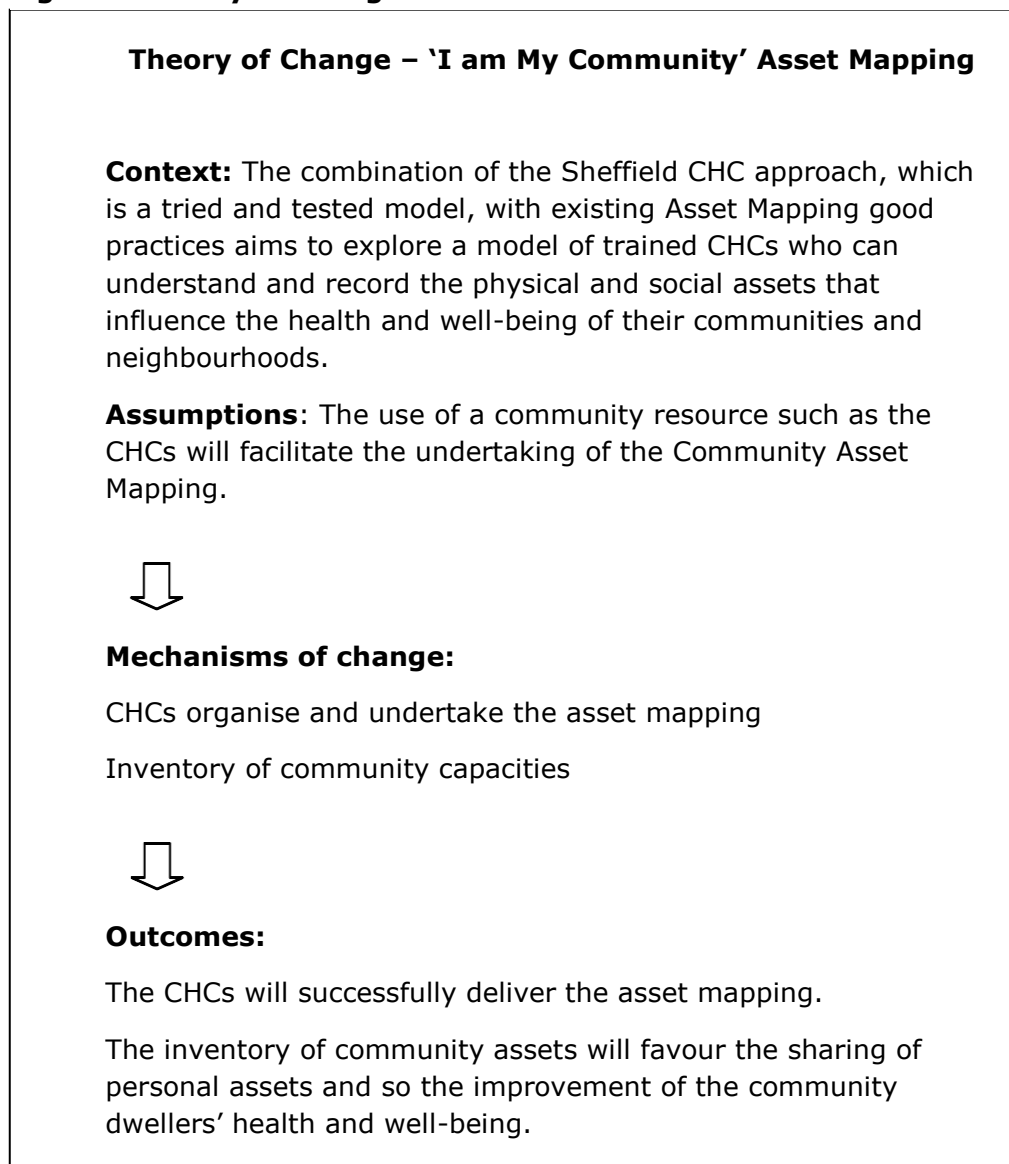 Theory of Change – ‘I am My Community’ Asset Mapping
Context: The combination of the Sheffield CHC approach, which
is a tried and tested model, with existing Asset Mapping good
practices aims to explore a model of trained CHCs who can
understand and record the physical and social assets that
influence the health and well-being of their communities and
neighbourhoods.
Assumptions: The use of a community resource such as the
CHCs will facilitate the undertaking of the Community Asset
Mapping.
Mechanisms of change:
CHCs organise and undertake the asset mapping
Inventory of community capacities
Outcomes:
The CHCs will successfully deliver the asset mapping.
The inventory of community assets will favour the sharing of
personal assets and so the improvement of the community
dwellers’ health and well-being.